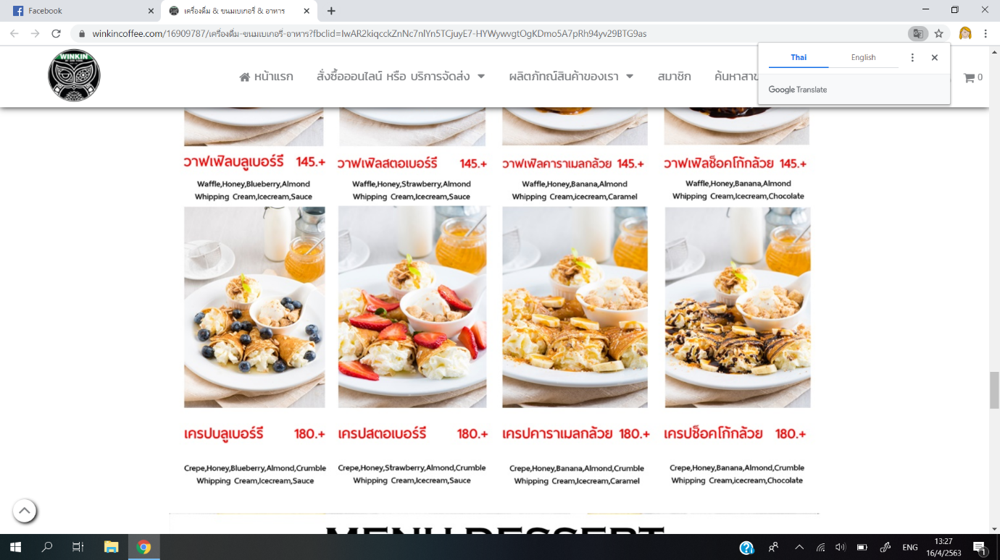 Facebook
เครื่องดื่ม & ขนมเบเกอรี่ & อาหาร
winkincoffee.com/16909787/เครื่องดื่ม-ขนมเบเกอรี่-อาหาร?fbclid=IwAR2kiqcckZnNc7nlYn5TCjuyE7-HYWywvgtOgKDmo5A7pRh94yv29BTG9as
Thai English
Google Translate
WINKIN
หน้าแรก สั่งซื้อออนไลน์ หรือ บริการจัดส่ง ผลิตภัณฑ์สินค้าของเรา สมาชิก ค้นหาสาข 0
วาฟเฟิลบลูเบอร์รี 145.+ วาฟเฟิลสตอเบอร์รี 145.+ วาฟเฟิลคาราเมลกล้วย 145.+ วาฟเฟิลช็อคโก้กล้วย 145.+
Waffle,Honey,Blueberry,Almond Waffle,Honey,Strawberry,Almond Waffle,Honey,Banana,Almond Waffle,Honey,Banana,Almond
Whipping Cream,Icecream,Sauce Whipping Cream,Icecream,Sauce Whipping Cream,icecream,Caramel Whipping Cream,Icecream,Chocolate
เครปบลูเบอร์รี 180.+ เครปสตอเบอร์รี 180.+ เครปคาราเมลกล้วย 180.+ เครปช็อคโก้กล้วย 180.+
Crepe,Honey,Blueberry,Almond,Crumble Crepe,Honey,Strawberry,Almond,Crumble Crepe,Honey,Banana,Almond,Crumble Crepe,Honey,Banana,Almond,Crumble
Whipping Cream,Icecream,Sauce Whipping Cream,Icecream,Sauce Whipping Cream,Icecream,Caramel Whipping Cream,icecream,Chocolate
MENU DESSERT
ENG 13:27
16/4/2563 1